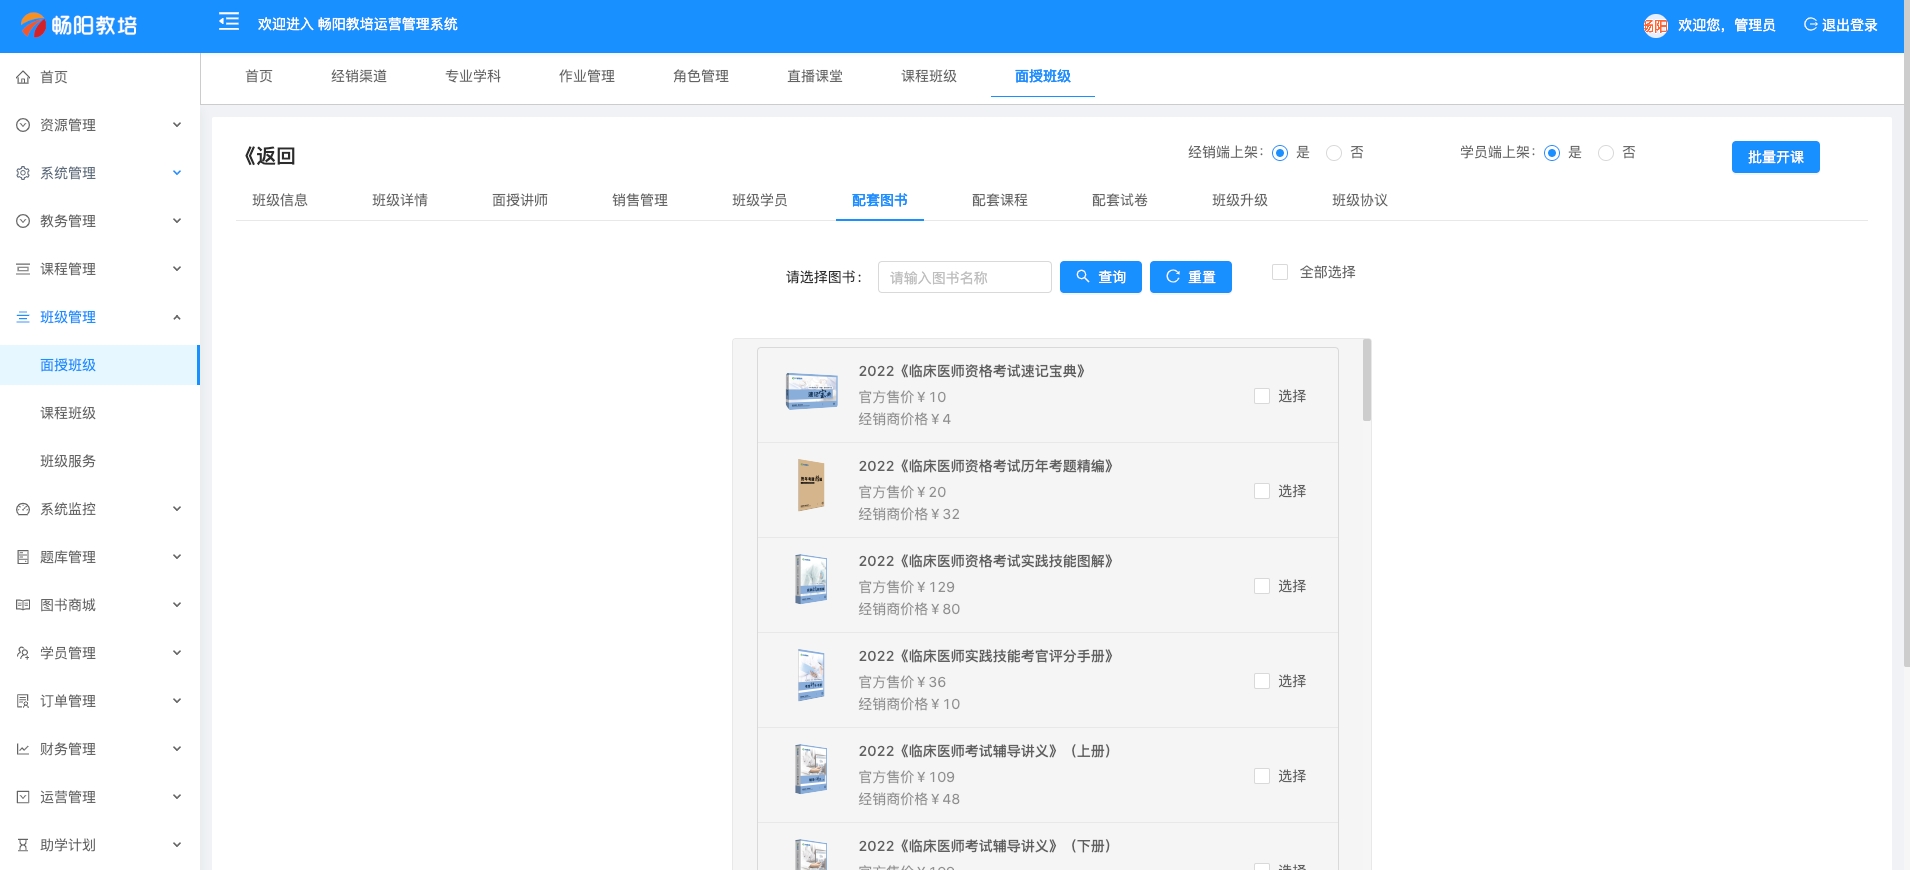 畅阳教培
欢迎进入 畅阳教培运营管理系统
畅阳
欢迎您，管理员
退出登录
首页
资源管理
系统管理
教务管理
课程管理
班级管理
面授班级
课程班级
班级服务
系统监控
题库管理
图书商城
学员管理
订单管理
财务管理
运营管理
助学计划
首页 经销渠道 专业学科 作业管理 角色管理 直播课堂 课程班级 面授班级
《返回
经销端上架： 是 否
学员端上架： 是 否
批量开课
班级信息 班级详情 面授讲师 销售管理 班级学员 配套图书 配套课程 配套试卷 班级升级 班级协议
请选择图书： 请输入图书名称 查询 重置 全部选择
2022《临床医师资格考试速记宝典》
官方售价￥10
经销商价格￥4
选择
2022《临床医师资格考试历年考题精编》
官方售价￥20
经销商价格￥32
选择
2022《临床医师资格考试实践技能图解》
官方售价￥129
经销商价格￥80
选择
2022《临床医师实践技能考官评分手册》
官方售价￥36
经销商价格￥10
选择
2022《临床医师考试辅导讲义》（上册）
官方售价￥109
经销商价格￥48
选择
2022《临床医师考试辅导讲义》（下册）
官方售价￥109
选择